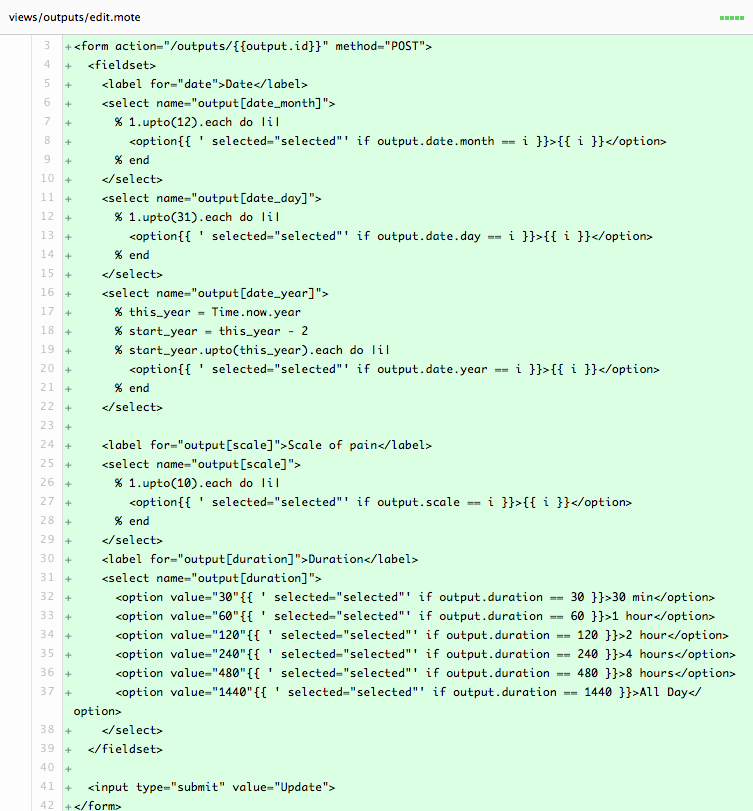 views/outputs/edit.mote
3 +<form action="/outputs/{{output.id}}" method="POST">
4 +  <fieldset>
5 +    <label for="date">Date</label>
6 +    <select name="output[date_month]">
7 +      % 1.upto(12).each do |i|
8 +        <option{{ ' selected="selected"' if output.date.month == i }}>{{ i }}</option>
9 +      % end
10 +    </select>
11 +    <select name="output[date_day]">
12 +      % 1.upto(31).each do |i|
13 +        <option{{ ' selected="selected"' if output.date.day == i }}>{{ i }}</option>
14 +      % end
15 +    </select>
16 +    <select name="output[date_year]">
17 +      % this_year = Time.now.year
18 +      % start_year = this_year - 2
19 +      % start_year.upto(this_year).each do |i|
20 +        <option{{ ' selected="selected"' if output.date.year == i }}>{{ i }}</option>
21 +      % end
22 +    </select>
23 +
24 +    <label for="output[scale]">Scale of pain</label>
25 +    <select name="output[scale]">
26 +      % 1.upto(10).each do |i|
27 +        <option{{ ' selected="selected"' if output.scale == i }}>{{ i }}</option>
28 +      % end
29 +    </select>
30 +    <label for="output[duration]">Duration</label>
31 +    <select name="output[duration]">
32 +      <option value="30"{{ ' selected="selected"' if output.duration == 30 }}>30 min</option>
33 +      <option value="60"{{ ' selected="selected"' if output.duration == 60 }}>1 hour</option>
34 +      <option value="120"{{ ' selected="selected"' if output.duration == 120 }}>2 hour</option>
35 +      <option value="240"{{ ' selected="selected"' if output.duration == 240 }}>4 hours</option>
36 +      <option value="480"{{ ' selected="selected"' if output.duration == 480 }}>8 hours</option>
37 +      <option value="1440"{{ ' selected="selected"' if output.duration == 1440 }}>All Day</
option>
38 +    </select>
39 +  </fieldset>
40 +
41 +  <input type="submit" value="Update">
42 +</form>